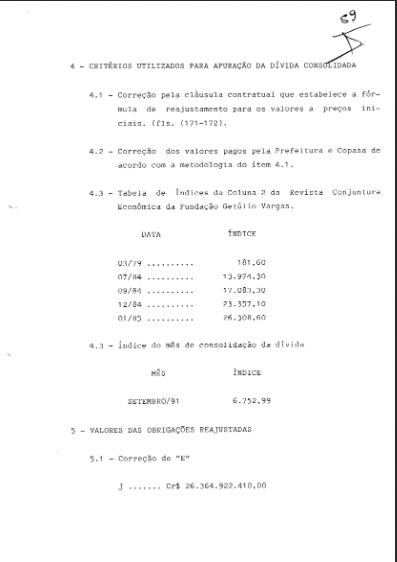 59
4 - CRITÉRIOS UTILIZADOS PARA APURAÇÃO DA DÍVIDA CONSOLIDADA
4.1 - Correção pela cláusula contratual que estabelece a fór-
mula de reajustamento para os valores a preços ini-
ciais. (fls. (171-172).
4.2 - Correção dos valores pagos pela Prefeitura e Copasa de
acordo com a metodologia do item 4.1.
4.3 - Tabela de Índices da Coluna 2 da Revista Conjuntura
Econômica da Fundação Getúlio Vargas.
DATA ÍNDICE
03/79 .......... 181,60
07/84 .......... 13.974,30
09/84 .......... 17.083,30
12/84 .......... 23.357,10
01/85 .......... 26.308,60
4.3 - Índice do mês de consolidação da dívida
MÊS ÍNDICE
SETEMBRO/91 6.752,99
5 - VALORES DAS OBRIGAÇÕES REAJUSTADAS
5.1 - Correção de "E"
J ....... Cr$ 26.364.922.410,00